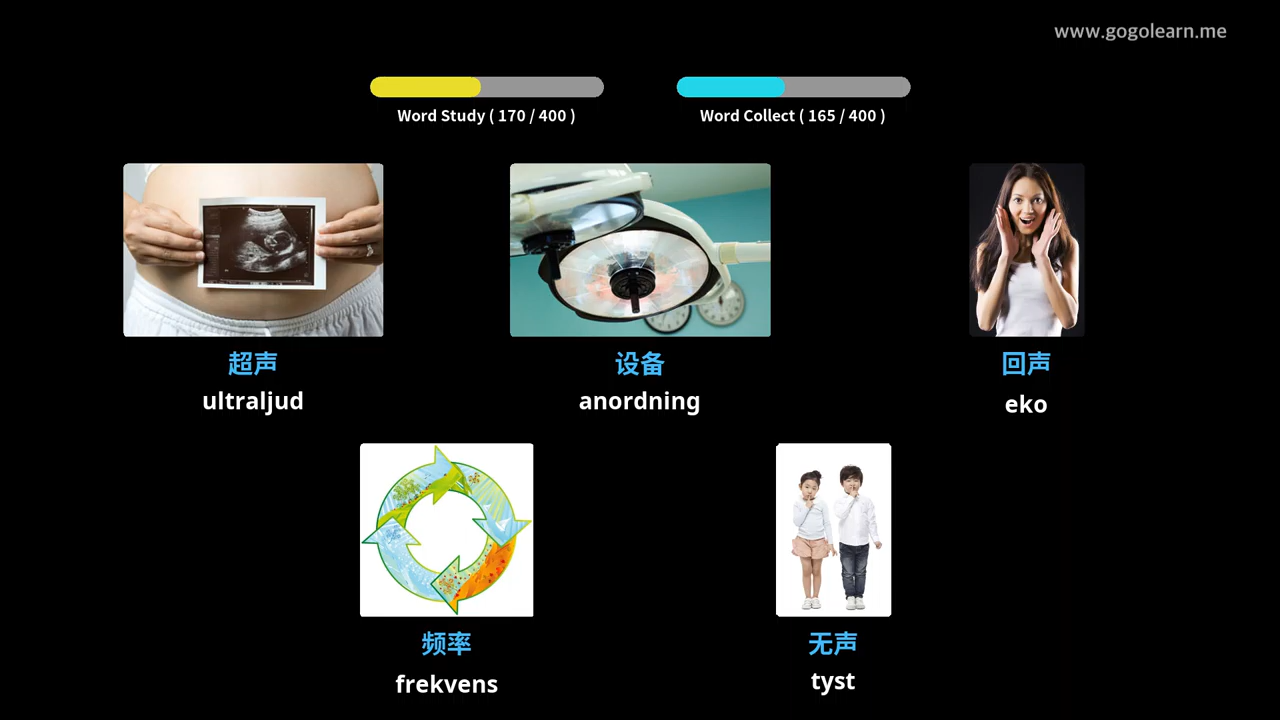 www.gogolearn.me
Word Study ( 170 / 400 )
Word Collect ( 165 / 400 )
超声
ultraljud
设备
anordning
回声
eko
频率
frekvens
无声
tyst